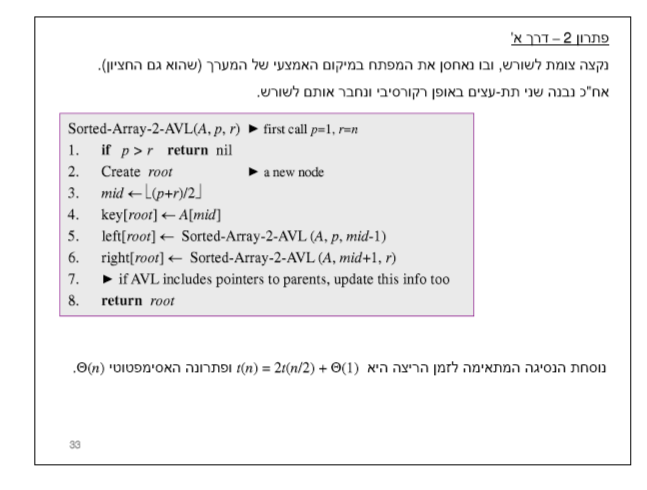 פתרון 2 – דרך א'
נקצה צומת לשורש, ובו נאחסן את המפתח במיקום האמצעי של המערך (שהוא גם החציון).
אח"כ נבנה שני תת-עצים באופן רקורסיבי ונחבר אותם לשורש.
Sorted-Array-2-AVL(A, p, r) ► first call p=1, r=n
1. if p > r return nil
2. Create root ► a new node
3. mid ← ⌊(p+r)/2⌋
4. key[root] ← A[mid]
5. left[root] ← Sorted-Array-2-AVL (A, p, mid-1)
6. right[root] ← Sorted-Array-2-AVL (A, mid+1, r)
7. ► if AVL includes pointers to parents, update this info too
8. return root
נוסחת הנסיגה המתאימה לזמן הריצה היא t(n) = 2t(n/2) + Θ(1) ופתרונה האסימפטוטי Θ(n).
33